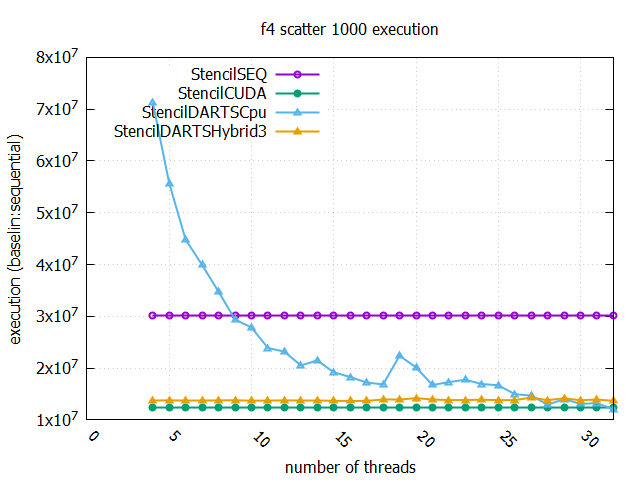 f4 scatter 1000 execution
StencilSEQ
StencilCUDA
StencilDARTSCpu
StencilDARTSHybrid3
8x10⁷
7x10⁷
6x10⁷
5x10⁷
4x10⁷
3x10⁷
2x10⁷
1x10⁷
execution (baselin:sequential)
0 5 10 15 20 25 30
number of threads